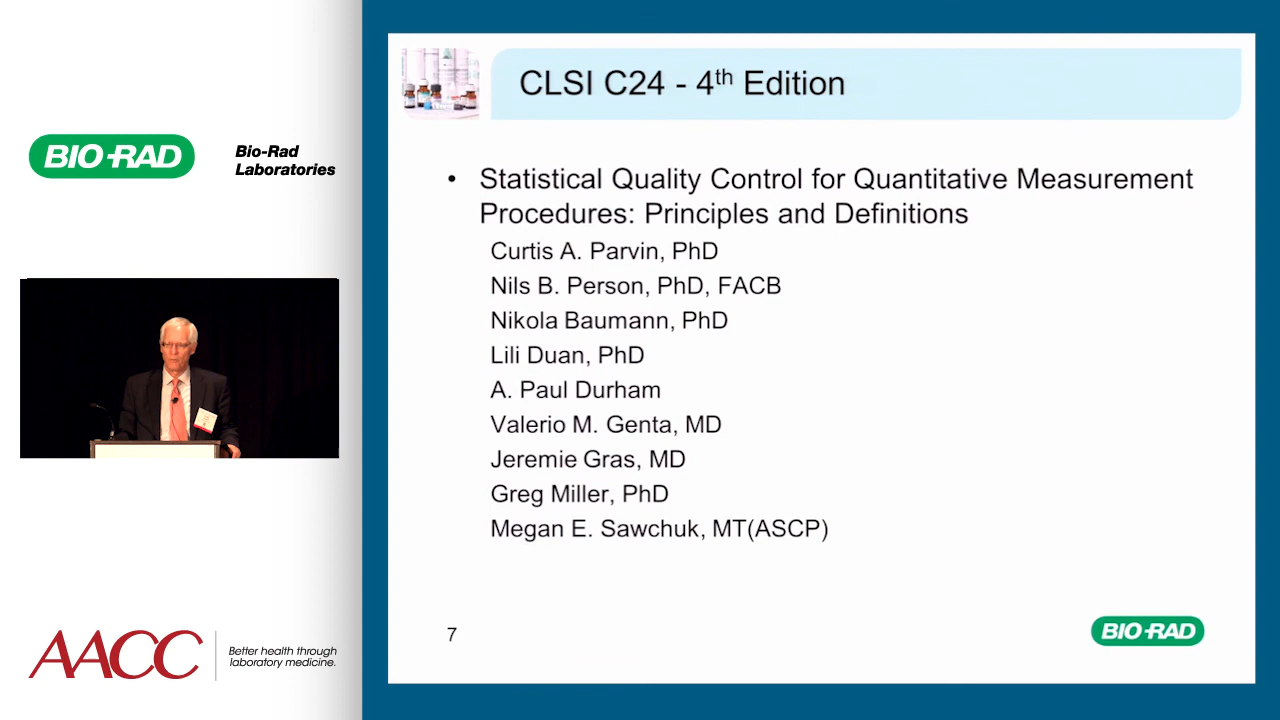 BIO-RAD
Bio-Rad
Laboratories
AACC
Better health through
laboratory medicine.
CLSI C24 - 4th Edition
• Statistical Quality Control for Quantitative Measurement
Procedures: Principles and Definitions
Curtis A. Parvin, PhD
Nils B. Person, PhD, FACB
Nikola Baumann, PhD
Lili Duan, PhD
A. Paul Durham
Valerio M. Genta, MD
Jeremie Gras, MD
Greg Miller, PhD
Megan E. Sawchuk, MT(ASCP)
7
BIO-RAD